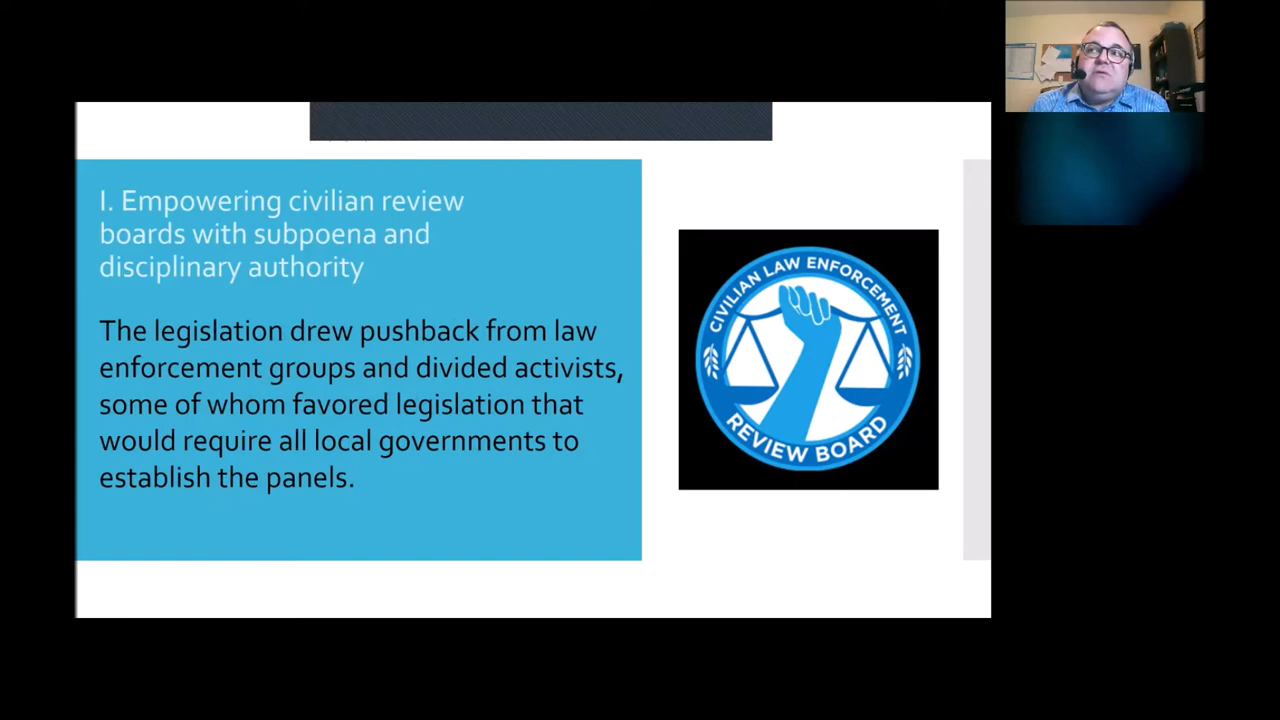 I. Empowering civilian review
boards with subpoena and
disciplinary authority
The legislation drew pushback from law
enforcement groups and divided activists,
some of whom favored legislation that
would require all local governments to
establish the panels.
CIVILIAN LAW ENFORCEMENT
REVIEW BOARD